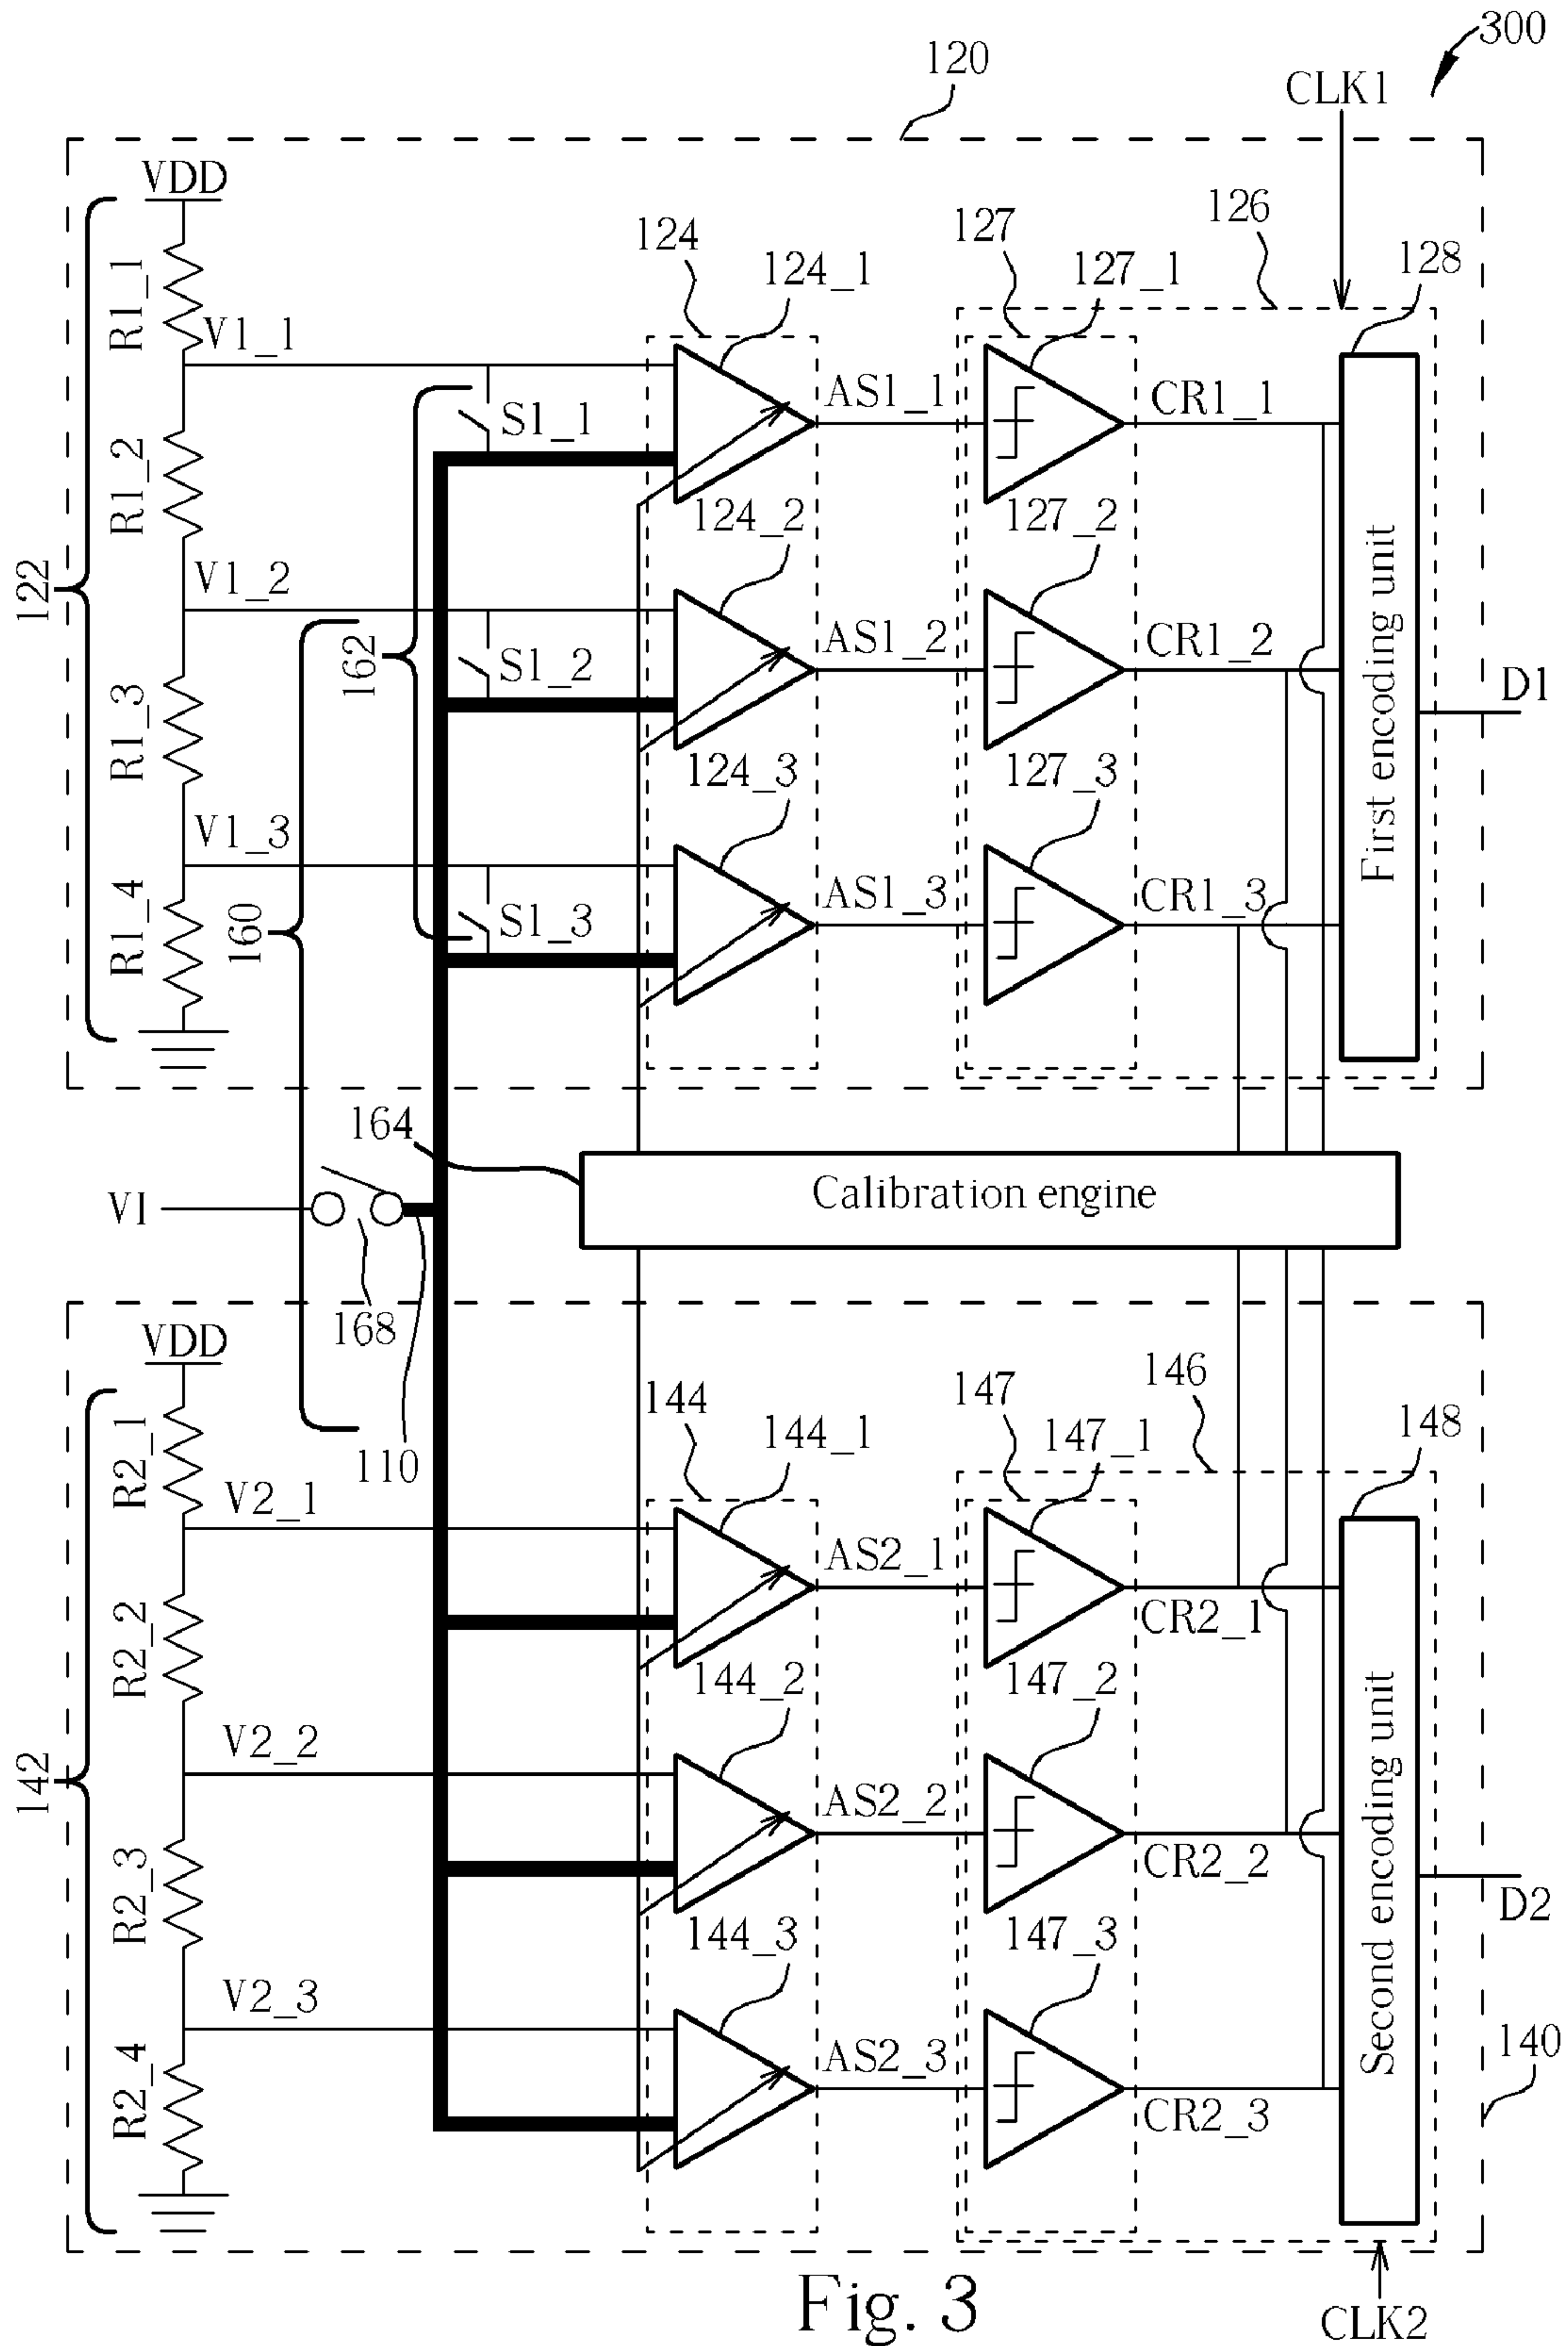 300
120
CLK1
VDD
124
127
126
124_1
127_1
128
R1_1
V1_1
AS1_1
CR1_1
S1_1
R1_2
124_2
127_2
122
V1_2
162
S1_2
AS1_2
CR1_2
First encoding unit
D1
R1_3
124_3
127_3
V1_3
160
R1_4
S1_3
AS1_3
CR1_3
164
VI
Calibration engine
168
VDD
110
144
147
146
144_1
147_1
148
R2_1
V2_1
AS2_1
CR2_1
R2_2
144_2
147_2
142
V2_2
AS2_2
CR2_2
Second encoding unit
D2
R2_3
144_3
147_3
V2_3
R2_4
AS2_3
CR2_3
140
Fig. 3
CLK2